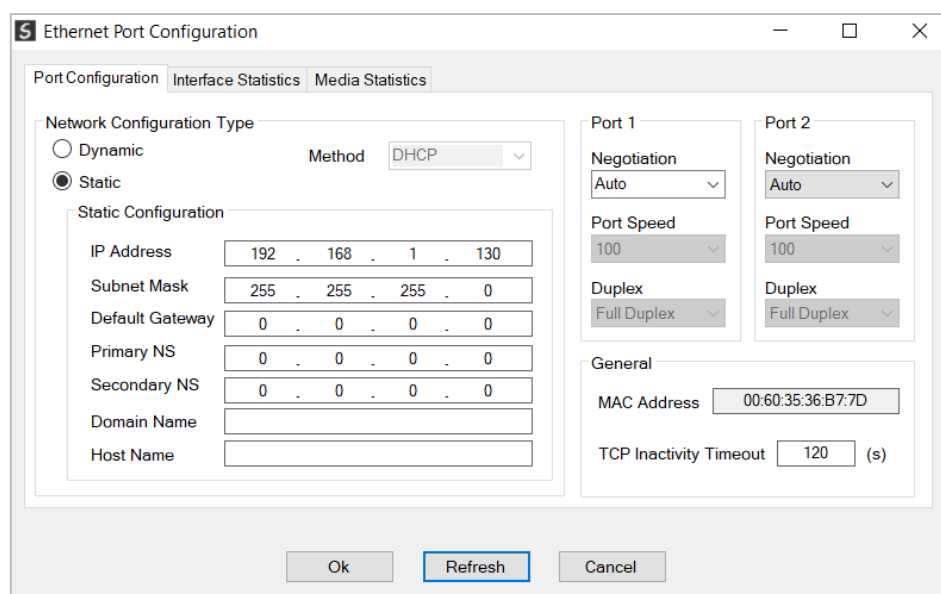 S Ethernet Port Configuration
Port Configuration Interface Statistics Media Statistics
Network Configuration Type
Dynamic
Method DHCP
Static
Static Configuration
IP Address 192 . 168 . 1 . 130
Subnet Mask 255 . 255 . 255 . 0
Default Gateway 0 . 0 . 0 . 0
Primary NS 0 . 0 . 0 . 0
Secondary NS 0 . 0 . 0 . 0
Domain Name
Host Name
Port 1
Negotiation
Auto
Port Speed
100
Duplex
Full Duplex
Port 2
Negotiation
Auto
Port Speed
100
Duplex
Full Duplex
General
MAC Address 00:60:35:36:B7:7D
TCP Inactivity Timeout 120 (s)
Ok Refresh Cancel